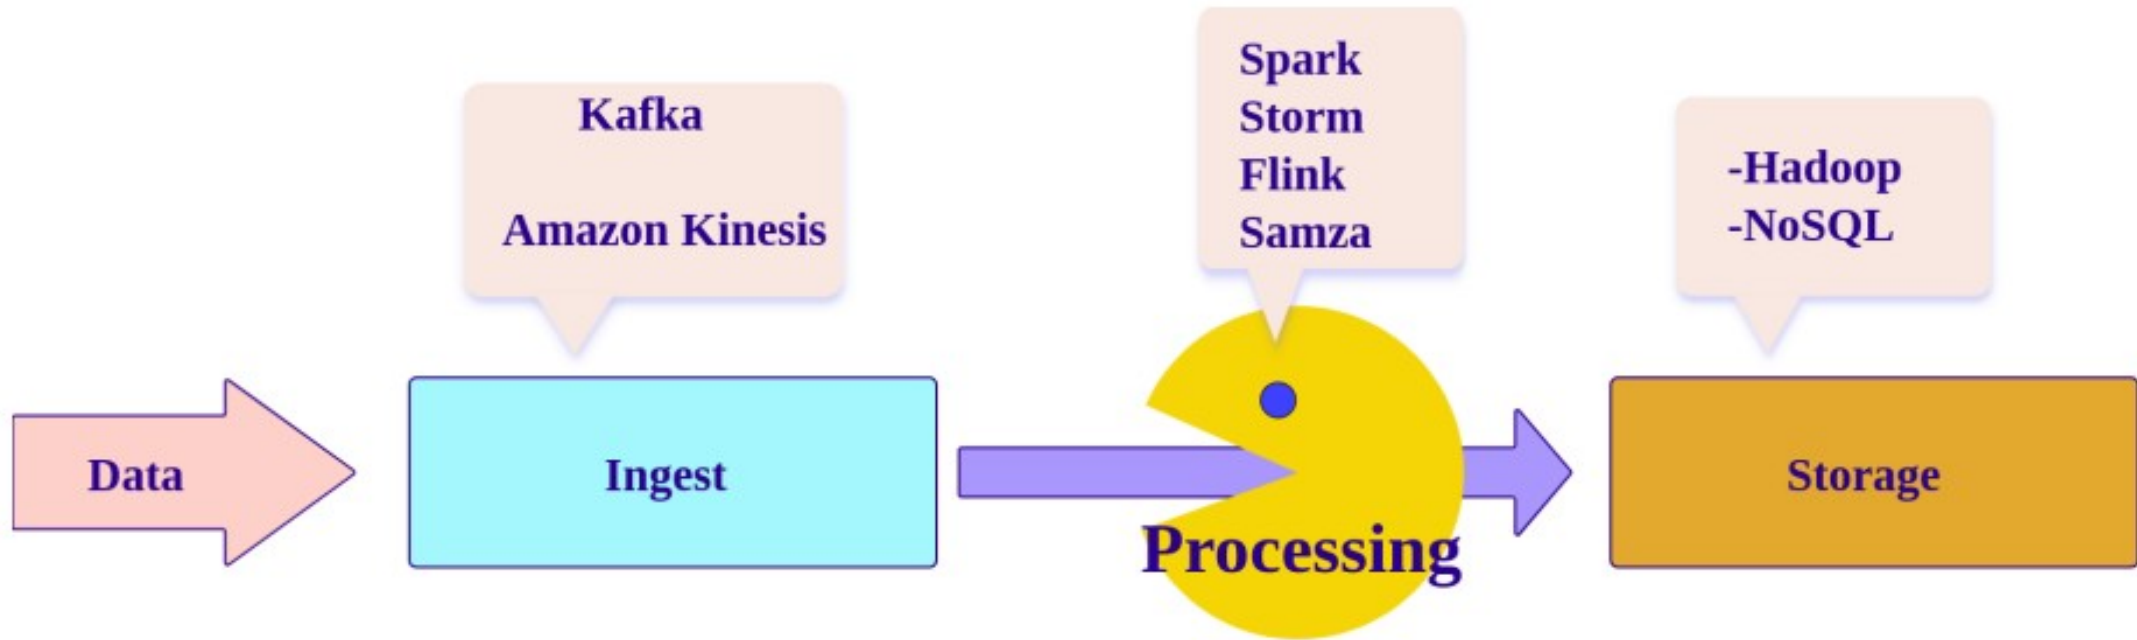 Kafka
Amazon Kinesis
Spark
Storm
Flink
Samza
-Hadoop
-NoSQL
Data
Ingest
Processing
Storage